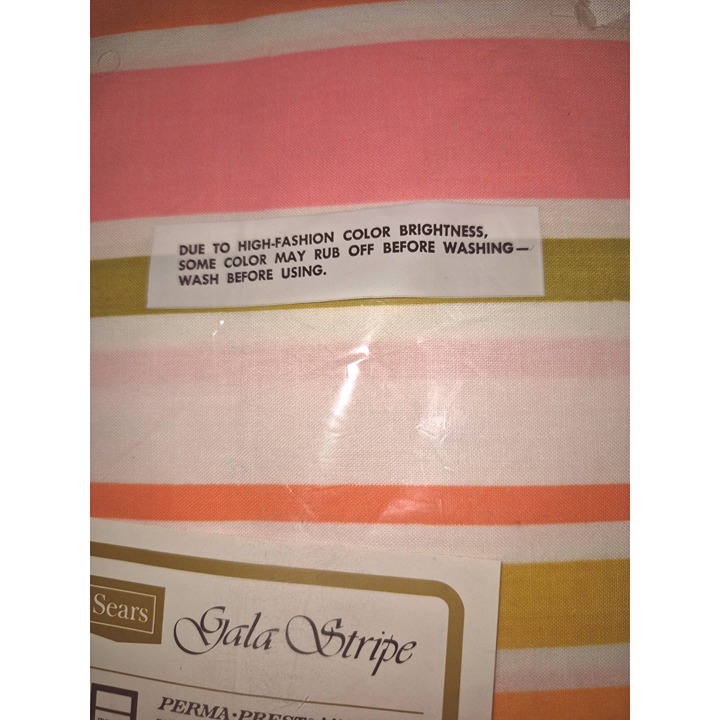 DUE TO HIGH-FASHION COLOR BRIGHTNESS,
SOME COLOR MAY RUB OFF BEFORE WASHING—
WASH BEFORE USING.
Sears
Gala Stripe